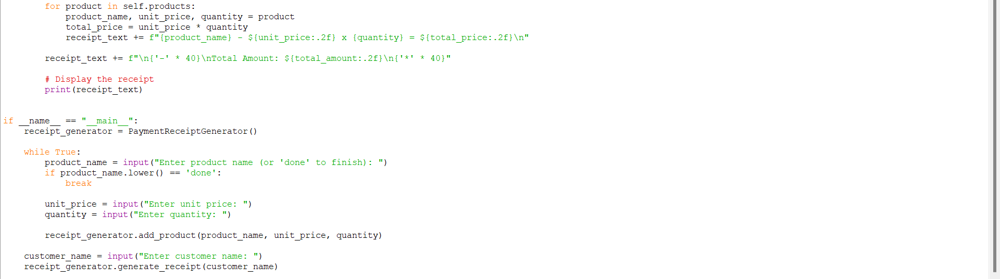 for product in self.products:
            product_name, unit_price, quantity = product
            total_price = unit_price * quantity
            receipt_text += f"{product_name} - ${unit_price:.2f} x {quantity} = ${total_price:.2f}\n"
        receipt_text += f"\n{'-' * 40}\nTotal Amount: ${total_amount:.2f}\n{'*' * 40}"
        # Display the receipt
        print(receipt_text)
if __name__ == "__main__":
    receipt_generator = PaymentReceiptGenerator()
    while True:
        product_name = input("Enter product name (or 'done' to finish): ")
        if product_name.lower() == 'done':
            break
        unit_price = input("Enter unit price: ")
        quantity = input("Enter quantity: ")
        receipt_generator.add_product(product_name, unit_price, quantity)
    customer_name = input("Enter customer name: ")
    receipt_generator.generate_receipt(customer_name)